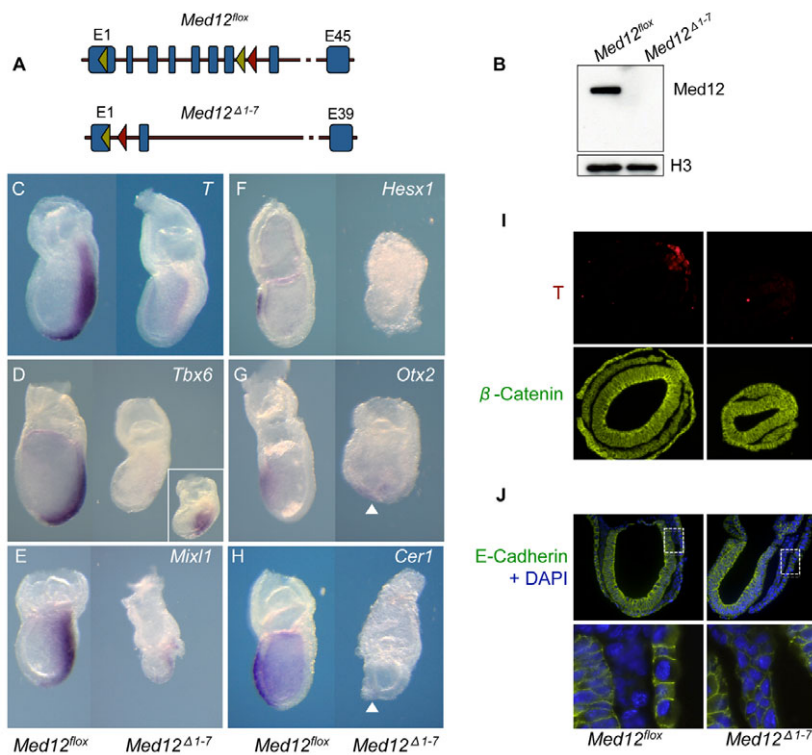 Med12flox
A
E1
E45
Med12Δ1-7
E1
E39
B
Med12flox
Med12Δ1-7
Med12
H3
C
T
F
Hesx1
D
Tbx6
G
Otx2
E
Mixl1
H
Cer1
Med12flox
Med12Δ1-7
Med12flox
Med12Δ1-7
I
T
β-Catenin
J
E-Cadherin
+ DAPI
Med12flox
Med12Δ1-7